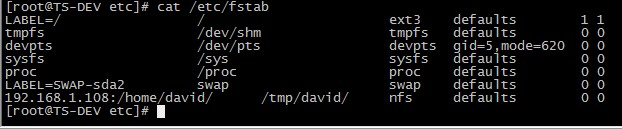 [root@TS-DEV etc]# cat /etc/fstab
LABEL=/ / ext3 defaults 1 1
tmpfs /dev/shm tmpfs defaults 0 0
devpts /dev/pts devpts gid=5,mode=620 0 0
sysfs /sys sysfs defaults 0 0
proc /proc proc defaults 0 0
LABEL=SWAP-sda2 swap swap defaults 0 0
192.168.1.108:/home/david/ /tmp/david/ nfs defaults 0 0
[root@TS-DEV etc]#